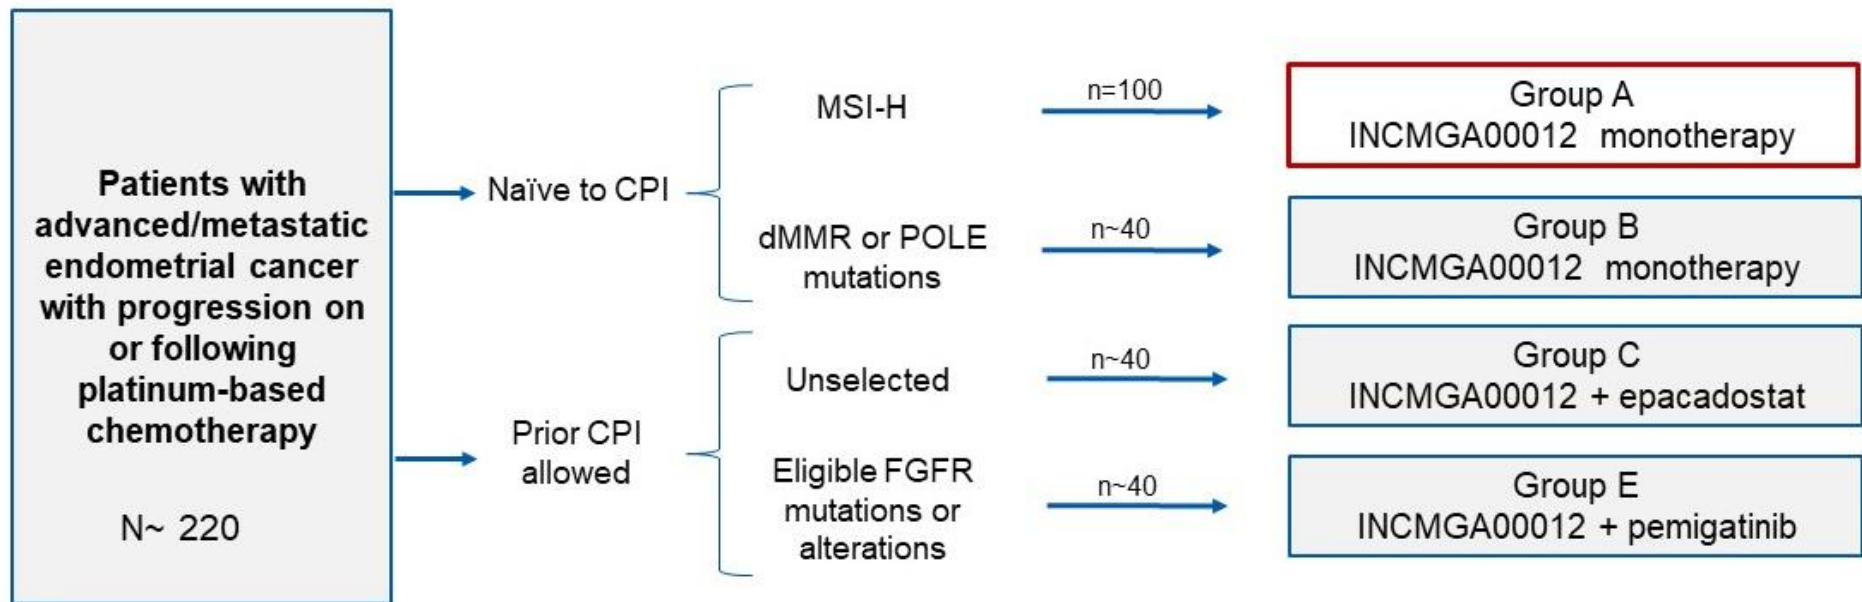 Patients with
advanced/metastatic
endometrial cancer
with progression on
or following
platinum-based
chemotherapy
N~ 220
Naïve to CPI
MSI-H
n=100
Group A
INCMGA00012 monotherapy
dMMR or POLE
mutations
n~40
Group B
INCMGA00012 monotherapy
Prior CPI
allowed
Unselected
n~40
Group C
INCMGA00012 + epacadostat
Eligible FGFR
mutations or
alterations
n~40
Group E
INCMGA00012 + pemigatinib